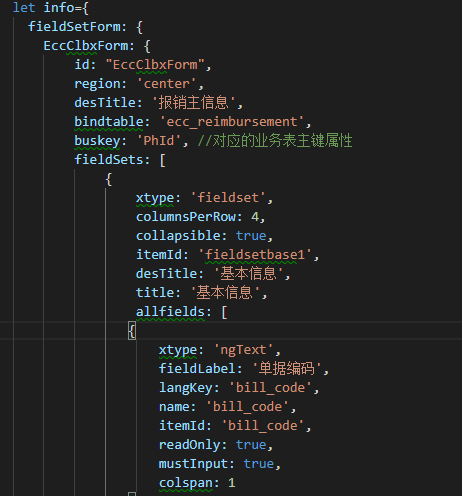 let info={
fieldSetForm: {
EccClbxForm: {
id: "EccClbxForm",
region: 'center',
desTitle: '报销主信息',
bindtable: 'ecc_reimbursement',
buskey: 'PhId', //对应的业务表主键属性
fieldSets: [
{
xtype: 'fieldset',
columnsPerRow: 4,
collapsible: true,
itemId: 'fieldsetbase1',
desTitle: '基本信息',
title: '基本信息',
allfields: [
{
xtype: 'ngText',
fieldLabel: '单据编码',
langKey: 'bill_code',
name: 'bill_code',
itemId: 'bill_code',
readOnly: true,
mustInput: true,
colspan: 1